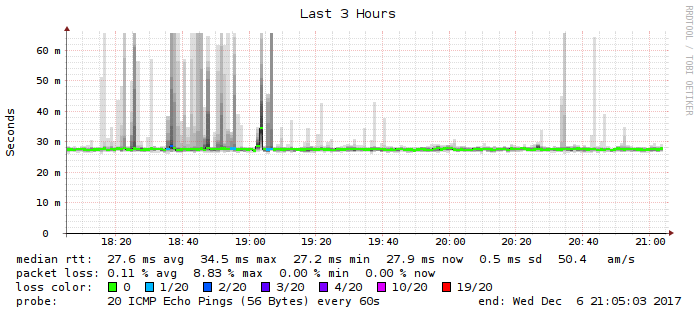 Last 3 Hours
RRDTOOL / TOBI OETIKER
Seconds
60 m
50 m
40 m
30 m
20 m
10 m
0
18:20 18:40 19:00 19:20 19:40 20:00 20:20 20:40 21:00
median rtt: 27.6 ms avg 34.5 ms max 27.2 ms min 27.9 ms now 0.5 ms sd 50.4 am/s
packet loss: 0.11 % avg 8.83 % max 0.00 % min 0.00 % now
loss color: 0 1/20 2/20 3/20 4/20 10/20 19/20
probe: 20 ICMP Echo Pings (56 Bytes) every 60s end: Wed Dec 6 21:05:03 2017